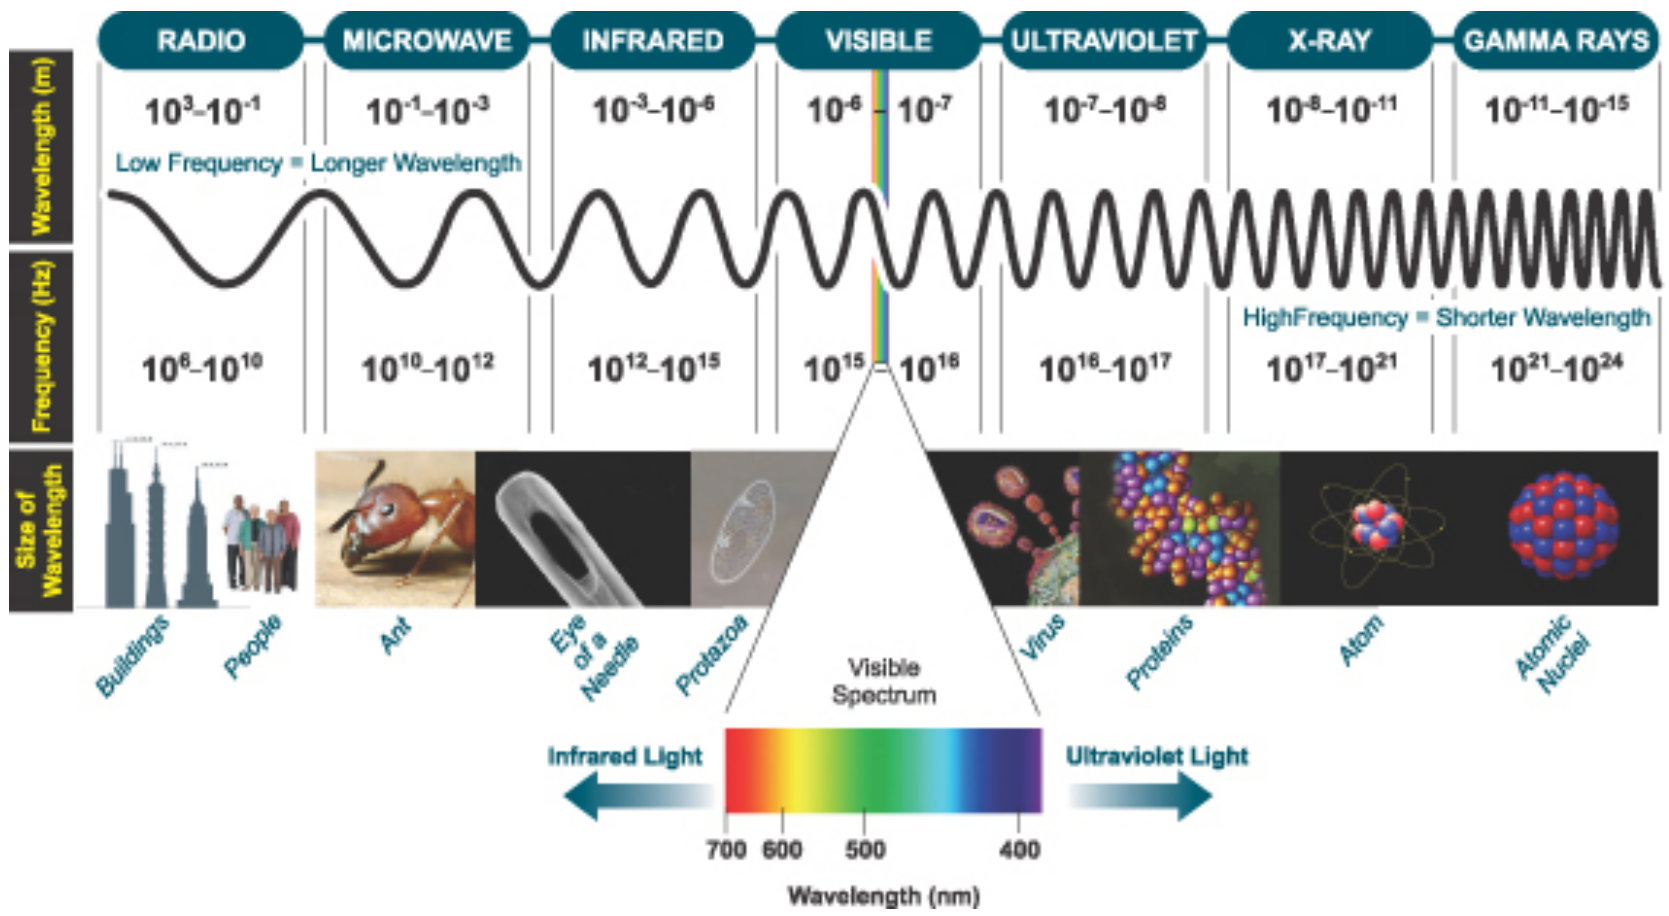 RADIO
MICROWAVE
INFRARED
VISIBLE
ULTRAVIOLET
X-RAY
GAMMA RAYS
Wavelength (m)
10³–10⁻¹
10⁻¹–10⁻³
10⁻³–10⁻⁶
10⁻⁶ – 10⁻⁷
10⁻⁷–10⁻⁸
10⁻⁸–10⁻¹¹
10⁻¹¹–10⁻¹⁵
Low Frequency = Longer Wavelength
HighFrequency = Shorter Wavelength
Frequency (Hz)
10⁶–10¹⁰
10¹⁰–10¹²
10¹²–10¹⁵
10¹⁵ – 10¹⁶
10¹⁶–10¹⁷
10¹⁷–10²¹
10²¹–10²⁴
Size of
Wavelength
Buildings
People
Ant
Eye
of a
Needle
Protazoa
Virus
Proteins
Atom
Atomic
Nuclei
Visible
Spectrum
Infrared Light
Ultraviolet Light
700 600 500 400
Wavelength (nm)